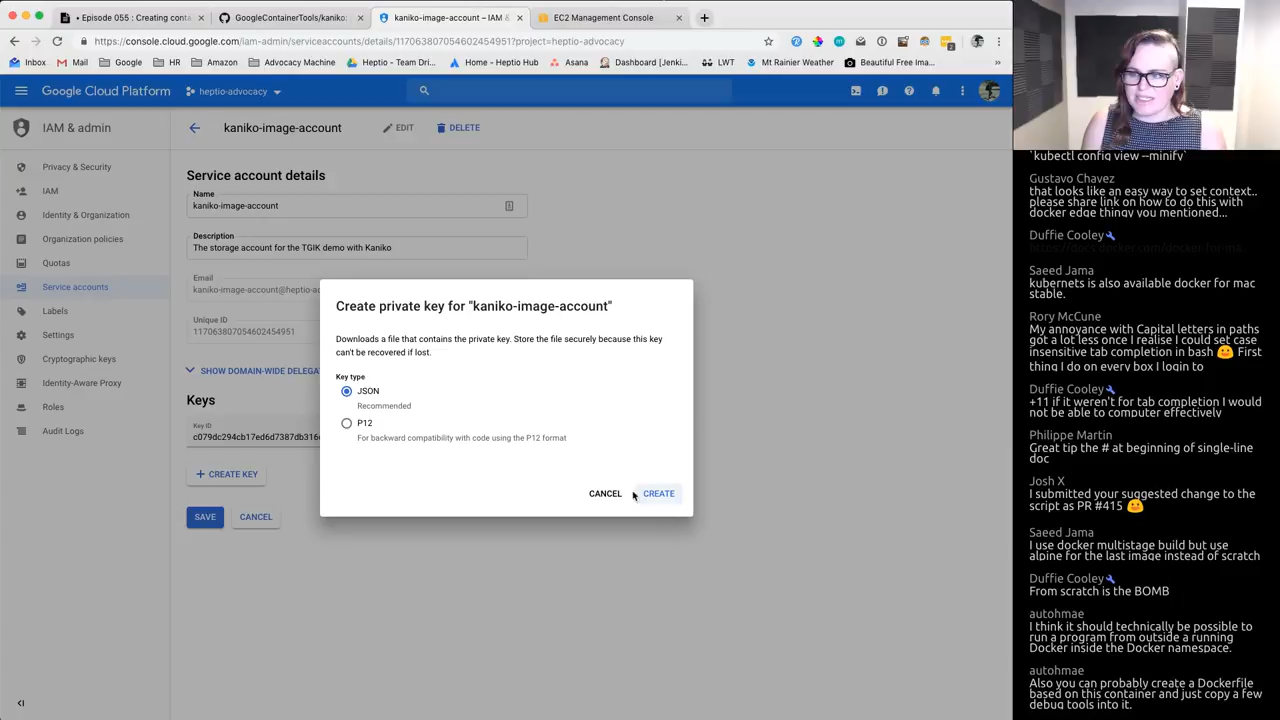 • Episode 055 : Creating conta
GoogleContainerTools/kaniko:
kaniko-image-account – IAM &
EC2 Management Console
https://console.cloud.google.com/iam-admin/serviceaccounts/details/117063807054602454951?project=heptio-advocacy
Inbox
Mail
Google
HR
Amazon
Advocacy Machine
Heptio - Team Dri...
Home - Heptio Hub
Asana
Dashboard [Jenki...
LWT
Mt Rainier Weather
Beautiful Free Ima...
»
Google Cloud Platform
heptio-advocacy
IAM & admin
kaniko-image-account
EDIT
DELETE
Privacy & Security
IAM
Identity & Organization
Organization policies
Quotas
Service accounts
Labels
Settings
Cryptographic keys
Identity-Aware Proxy
Roles
Audit Logs
Service account details
Name
kaniko-image-account
Description
The storage account for the TGIK demo with Kaniko
Email
kaniko-image-account@heptio-ad
Unique ID
117063807054602454951
SHOW DOMAIN-WIDE DELEGA
Keys
Key ID
c079dc294cb17ed6d7387db316
CREATE KEY
SAVE
CANCEL
Create private key for "kaniko-image-account"
Downloads a file that contains the private key. Store the file securely because this key
can't be recovered if lost.
Key type
JSON
Recommended
P12
For backward compatibility with code using the P12 format
CANCEL
CREATE
`kubectl config view --minify`
Gustavo Chavez
that looks like an easy way to set context..
please share link on how to do this with
docker edge thingy you mentioned...
Duffie Cooley
https://docs.docker.com/docker-for-ma...
Saeed Jama
kubernets is also available docker for mac
stable.
Rory McCune
My annoyance with Capital letters in paths
got a lot less once I realise I could set case
insensitive tab completion in bash 😀 First
thing I do on every box I login to
Duffie Cooley
+11 if it weren't for tab completion I would
not be able to computer effectively
Philippe Martin
Great tip the # at beginning of single-line
doc
Josh X
I submitted your suggested change to the
script as PR #415 😀
Saeed Jama
I use docker multistage build but use
alpine for the last image instead of scratch
Duffie Cooley
From scratch is the BOMB
autohmae
I think it should technically be possible to
run a program from outside a running
Docker inside the Docker namespace.
autohmae
Also you can probably create a Dockerfile
based on this container and just copy a few
debug tools into it.